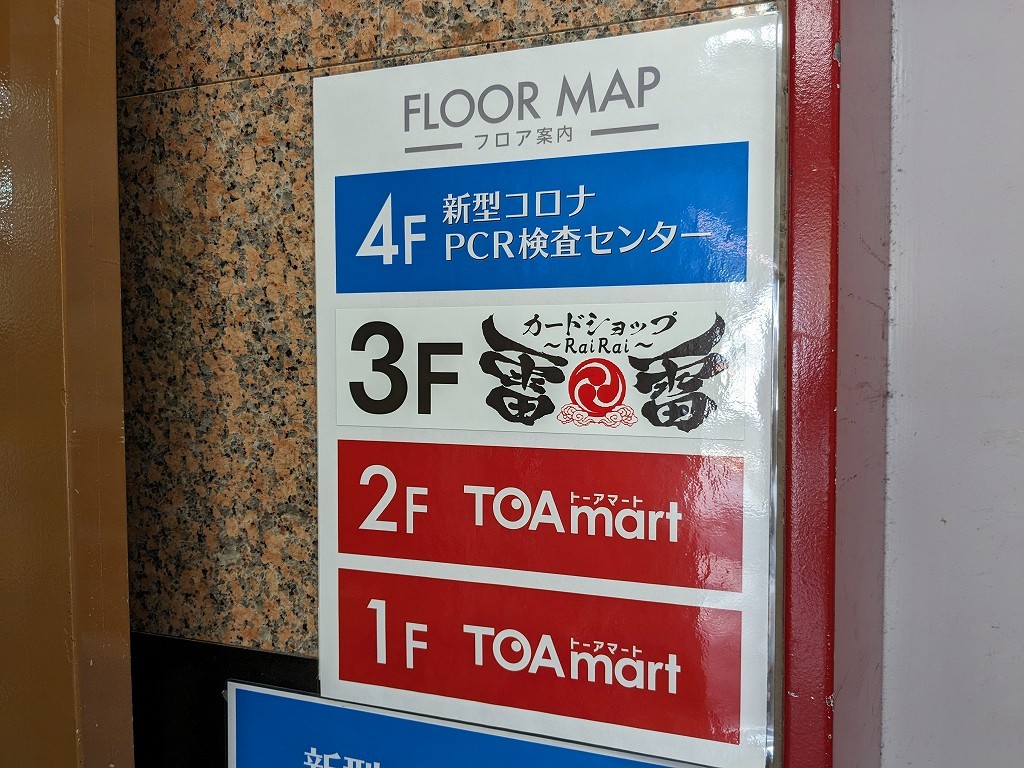 FLOOR MAP
フロア案内
4F
新型コロナ
PCR検査センター
3F
カードショップ
～RaiRai～
雷雷
2F
トーアマート
TOAmart
1F
トーアマート
TOAmart
新型